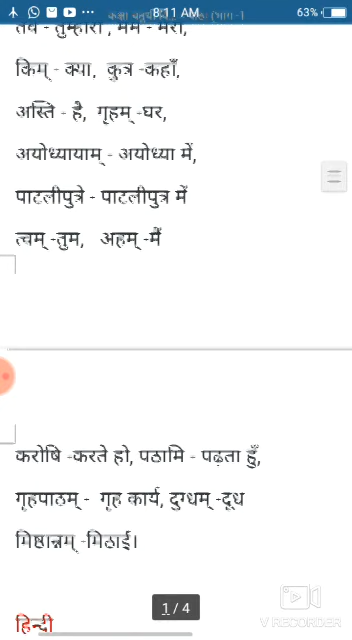 8:11 AM
63%
तव - तुम्हारा, मम - मेरा,
किम् - क्या, कुत्र -कहाँ,
अस्ति - है, गृहम् -घर,
अयोध्यायाम् - अयोध्या में,
पाटलीपुत्रे - पाटलीपुत्र में
त्वम् -तुम, अहम् -मैं
करोषि -करते हो, पठामि - पढ़ता हुँ,
गृहपाठम् - गृह कार्य, दुग्धम् -दूध
मिष्ठान्नम् -मिठाई।
1 / 4
हिन्दी
V RECORDER